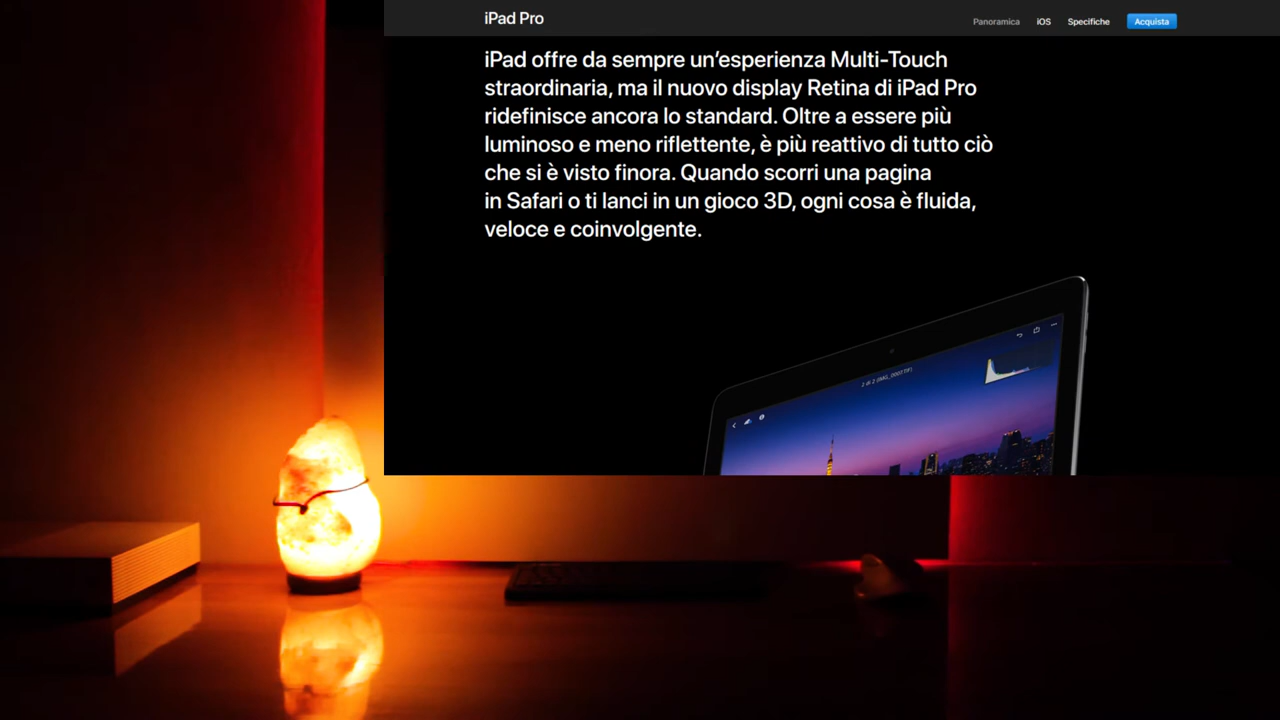 iPad Pro
Panoramica iOS Specifiche Acquista
iPad offre da sempre un'esperienza Multi-Touch
straordinaria, ma il nuovo display Retina di iPad Pro
ridefinisce ancora lo standard. Oltre a essere più
luminoso e meno riflettente, è più reattivo di tutto ciò
che si è visto finora. Quando scorri una pagina
in Safari o ti lanci in un gioco 3D, ogni cosa è fluida,
veloce e coinvolgente.